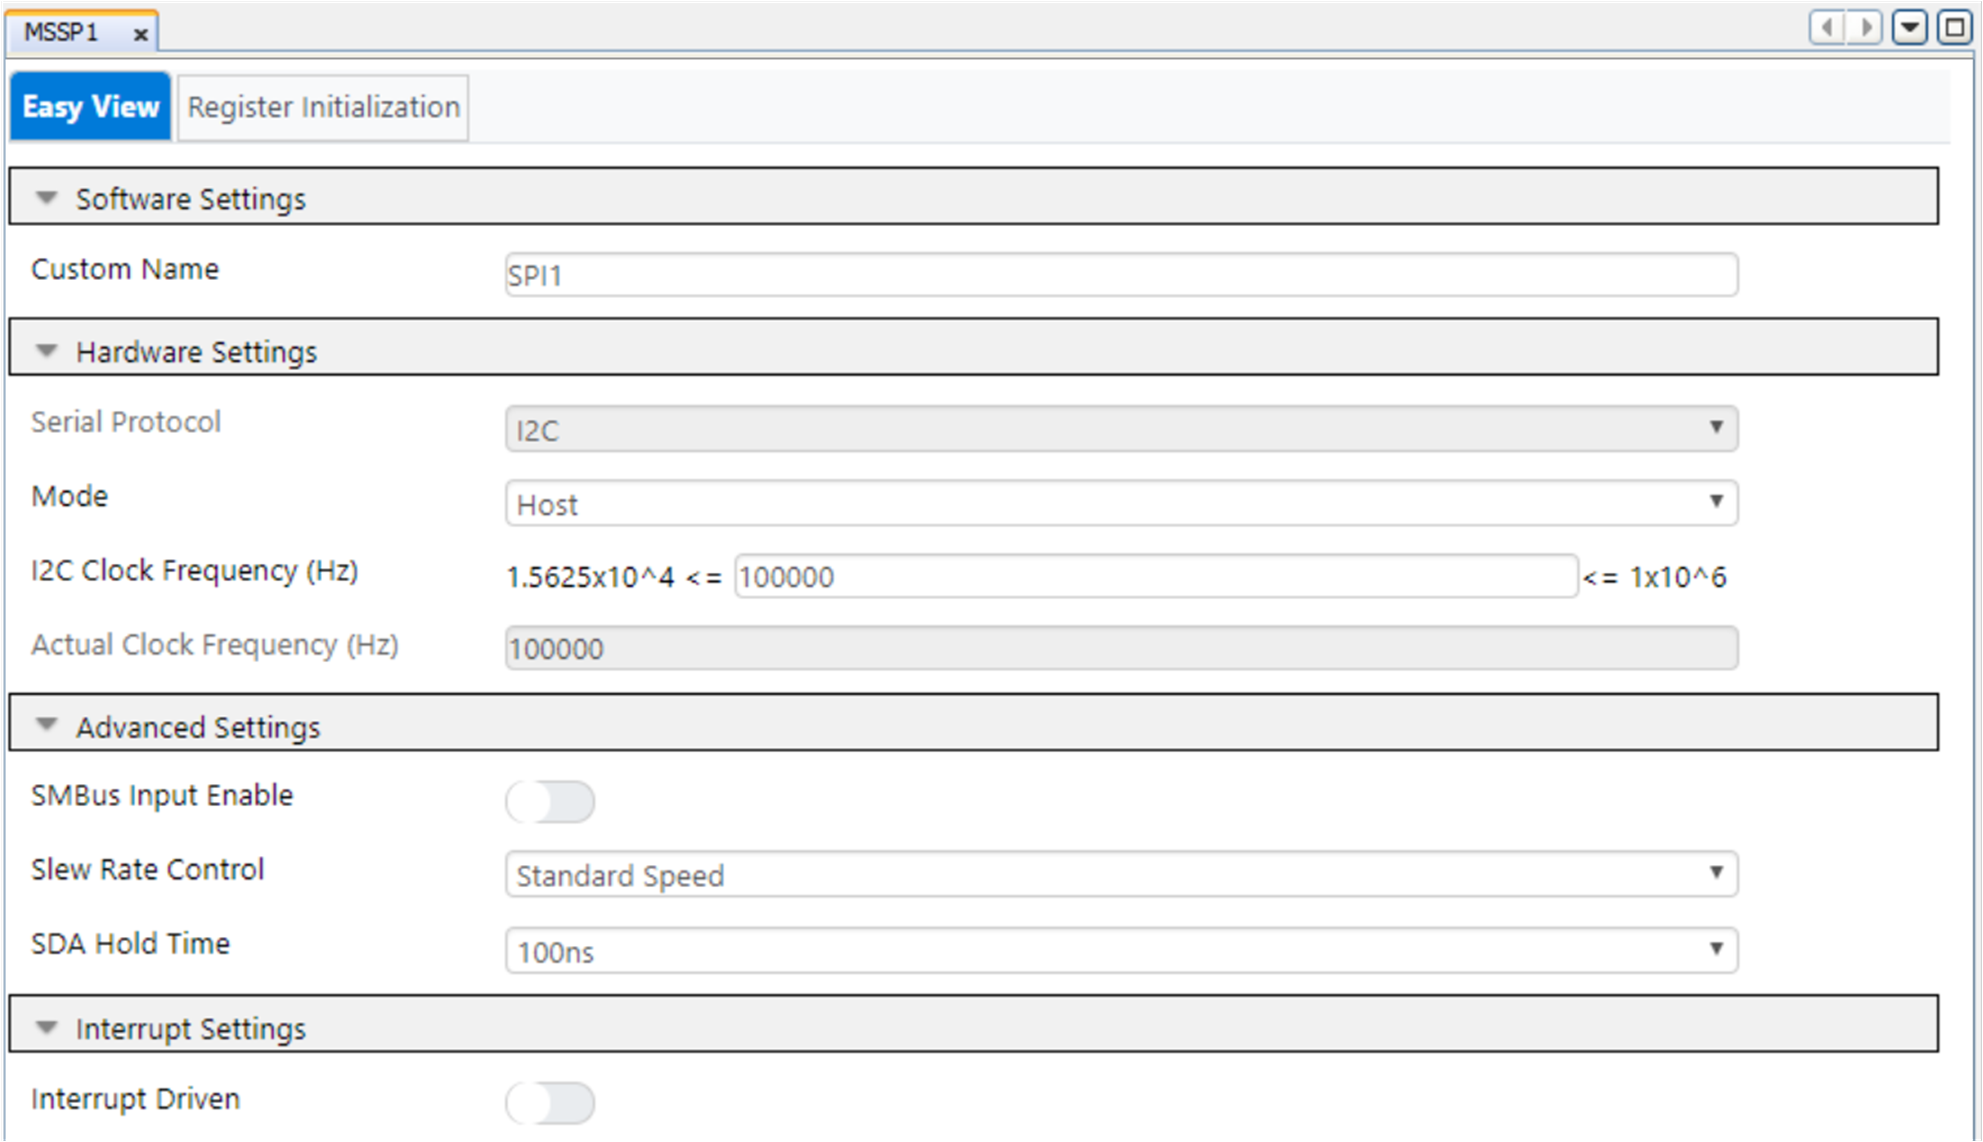 MSSP1 x
Easy View Register Initialization
Software Settings
Custom Name SPI1
Hardware Settings
Serial Protocol I2C
Mode Host
I2C Clock Frequency (Hz) 1.5625x10^4 <= 100000 <= 1x10^6
Actual Clock Frequency (Hz) 100000
Advanced Settings
SMBus Input Enable
Slew Rate Control Standard Speed
SDA Hold Time 100ns
Interrupt Settings
Interrupt Driven